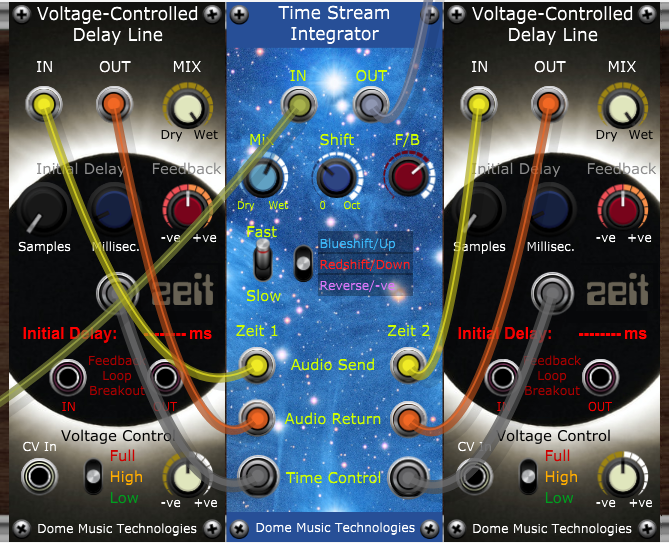 Voltage-Controlled
Delay Line
IN
OUT
MIX
Dry
Wet
Initial Delay
Feedback
Samples
Millisec.
-ve
+ve
zeit
Initial Delay:
-------- ms
Feedback
Loop
Breakout
IN
OUT
Voltage Control
CV In
Full
High
Low
-ve
+ve
Dome Music Technologies
Time Stream
Integrator
IN
OUT
Mix
Shift
F/B
Dry
Wet
0
Oct
Fast
Slow
Blueshift/Up
Redshift/Down
Reverse/-ve
Zeit 1
Zeit 2
Audio Send
Audio Return
Time Control
Dome Music Technologies
Voltage-Controlled
Delay Line
IN
OUT
MIX
Dry
Wet
Initial Delay
Feedback
Samples
Millisec.
-ve
+ve
zeit
Initial Delay:
-------- ms
Feedback
Loop
Breakout
IN
OUT
Voltage Control
CV In
Full
High
Low
-ve
+ve
Dome Music Technologies